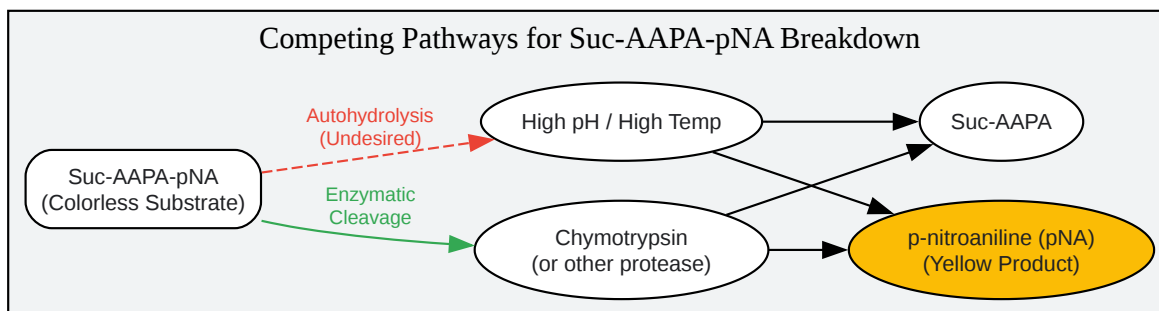 Competing Pathways for Suc-AAPA-pNA Breakdown
Autohydrolysis
(Undesired)
High pH / High Temp
Suc-AAPA
Suc-AAPA-pNA
(Colorless Substrate)
Enzymatic
Cleavage
Chymotrypsin
(or other protease)
p-nitroaniline (pNA)
(Yellow Product)